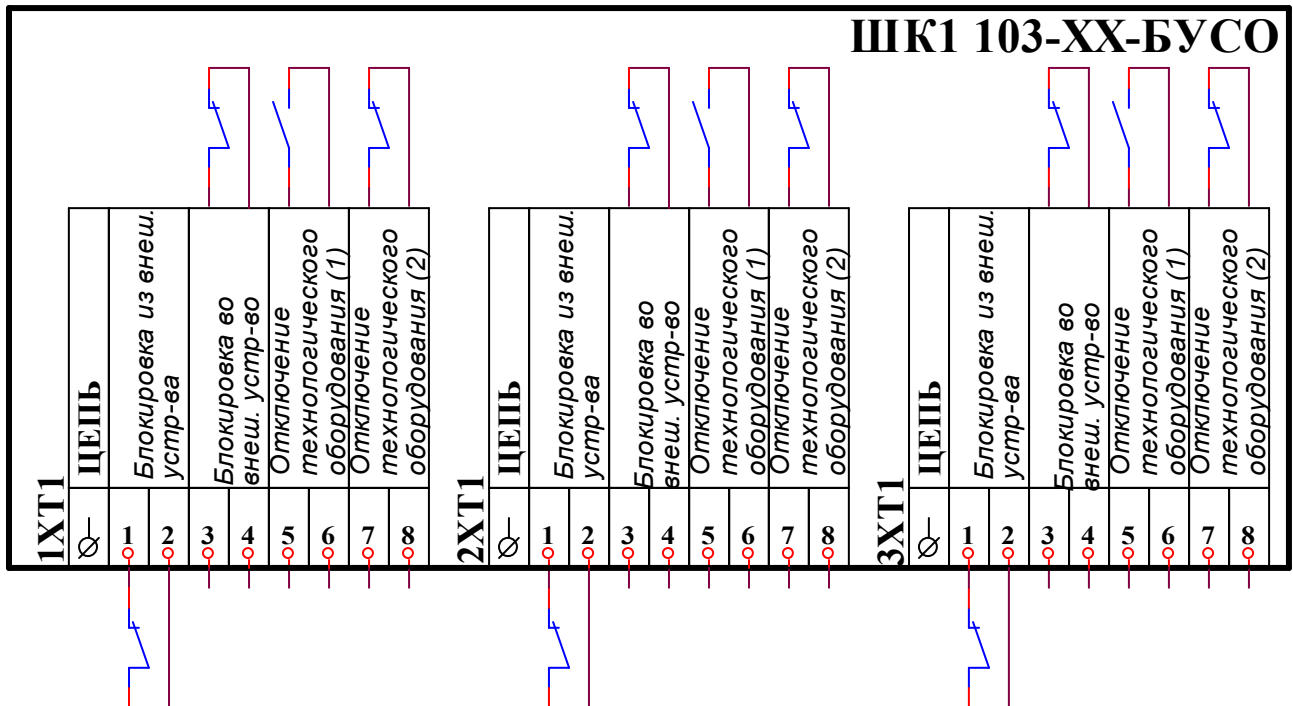 ШК1 103-ХХ-БУСО
1ХТ1
ЦЕПЬ
Блокировка из внеш.
устр-ва
Блокировка во
внеш. устр-во
Отключение
технологического
оборудования (1)
Отключение
технологического
оборудования (2)
1 2 3 4 5 6 7 8
2ХТ1
ЦЕПЬ
Блокировка из внеш.
устр-ва
Блокировка во
внеш. устр-во
Отключение
технологического
оборудования (1)
Отключение
технологического
оборудования (2)
1 2 3 4 5 6 7 8
3ХТ1
ЦЕПЬ
Блокировка из внеш.
устр-ва
Блокировка во
внеш. устр-во
Отключение
технологического
оборудования (1)
Отключение
технологического
оборудования (2)
1 2 3 4 5 6 7 8